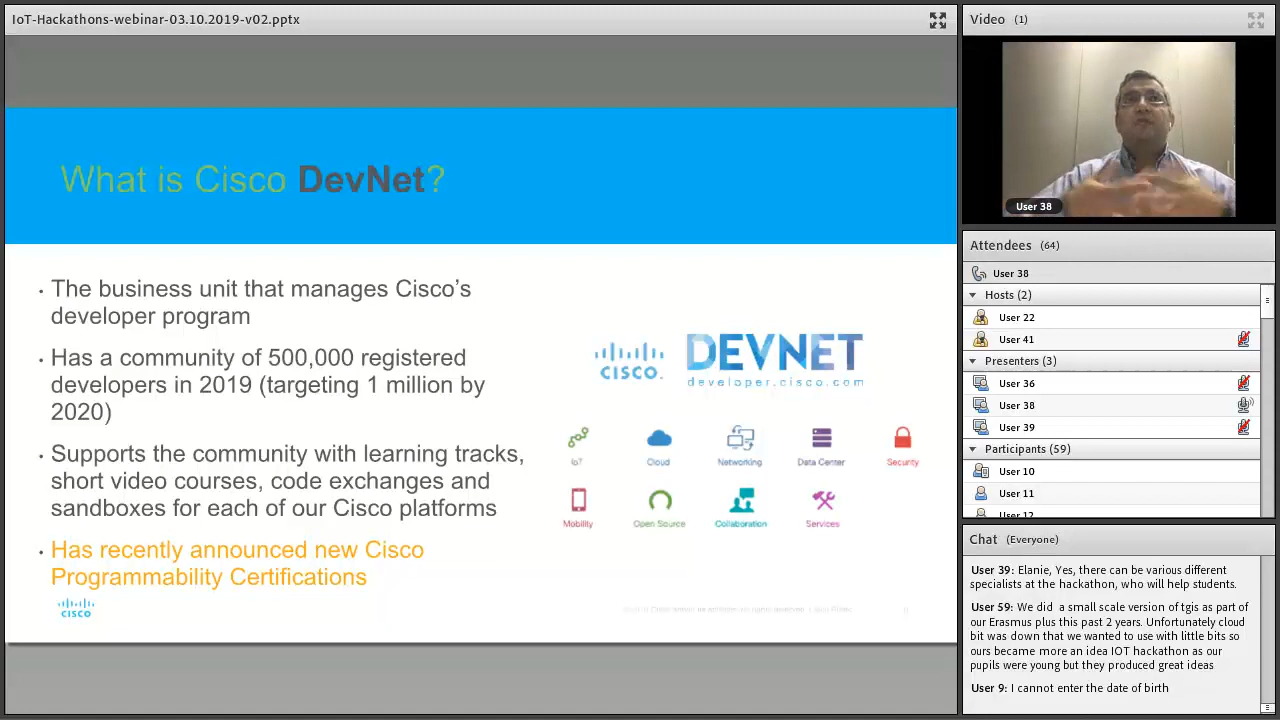 IoT-Hackathons-webinar-03.10.2019-v02.pptx
What is Cisco DevNet?
• The business unit that manages Cisco’s
developer program
• Has a community of 500,000 registered
developers in 2019 (targeting 1 million by
2020)
• Supports the community with learning tracks,
short video courses, code exchanges and
sandboxes for each of our Cisco platforms
• Has recently announced new Cisco
Programmability Certifications
CISCO
CISCO.
DEVNET
developer.cisco.com
IoT
Cloud
Networking
Data Center
Security
Mobility
Open Source
Collaboration
Services
Video (1)
User 38
Attendees (64)
User 38
Hosts (2)
User 22
User 41
Presenters (3)
User 36
User 38
User 39
Participants (59)
User 10
User 11
User 12
Chat (Everyone)
User 39: Elanie, Yes, there can be various different
specialists at the hackathon, who will help students.
User 59: We did a small scale version of tgis as part of
our Erasmus plus this past 2 years. Unfortunately cloud
bit was down that we wanted to use with little bits so
ours became more an idea IOT hackathon as our
pupils were young but they produced great ideas
User 9: I cannot enter the date of birth